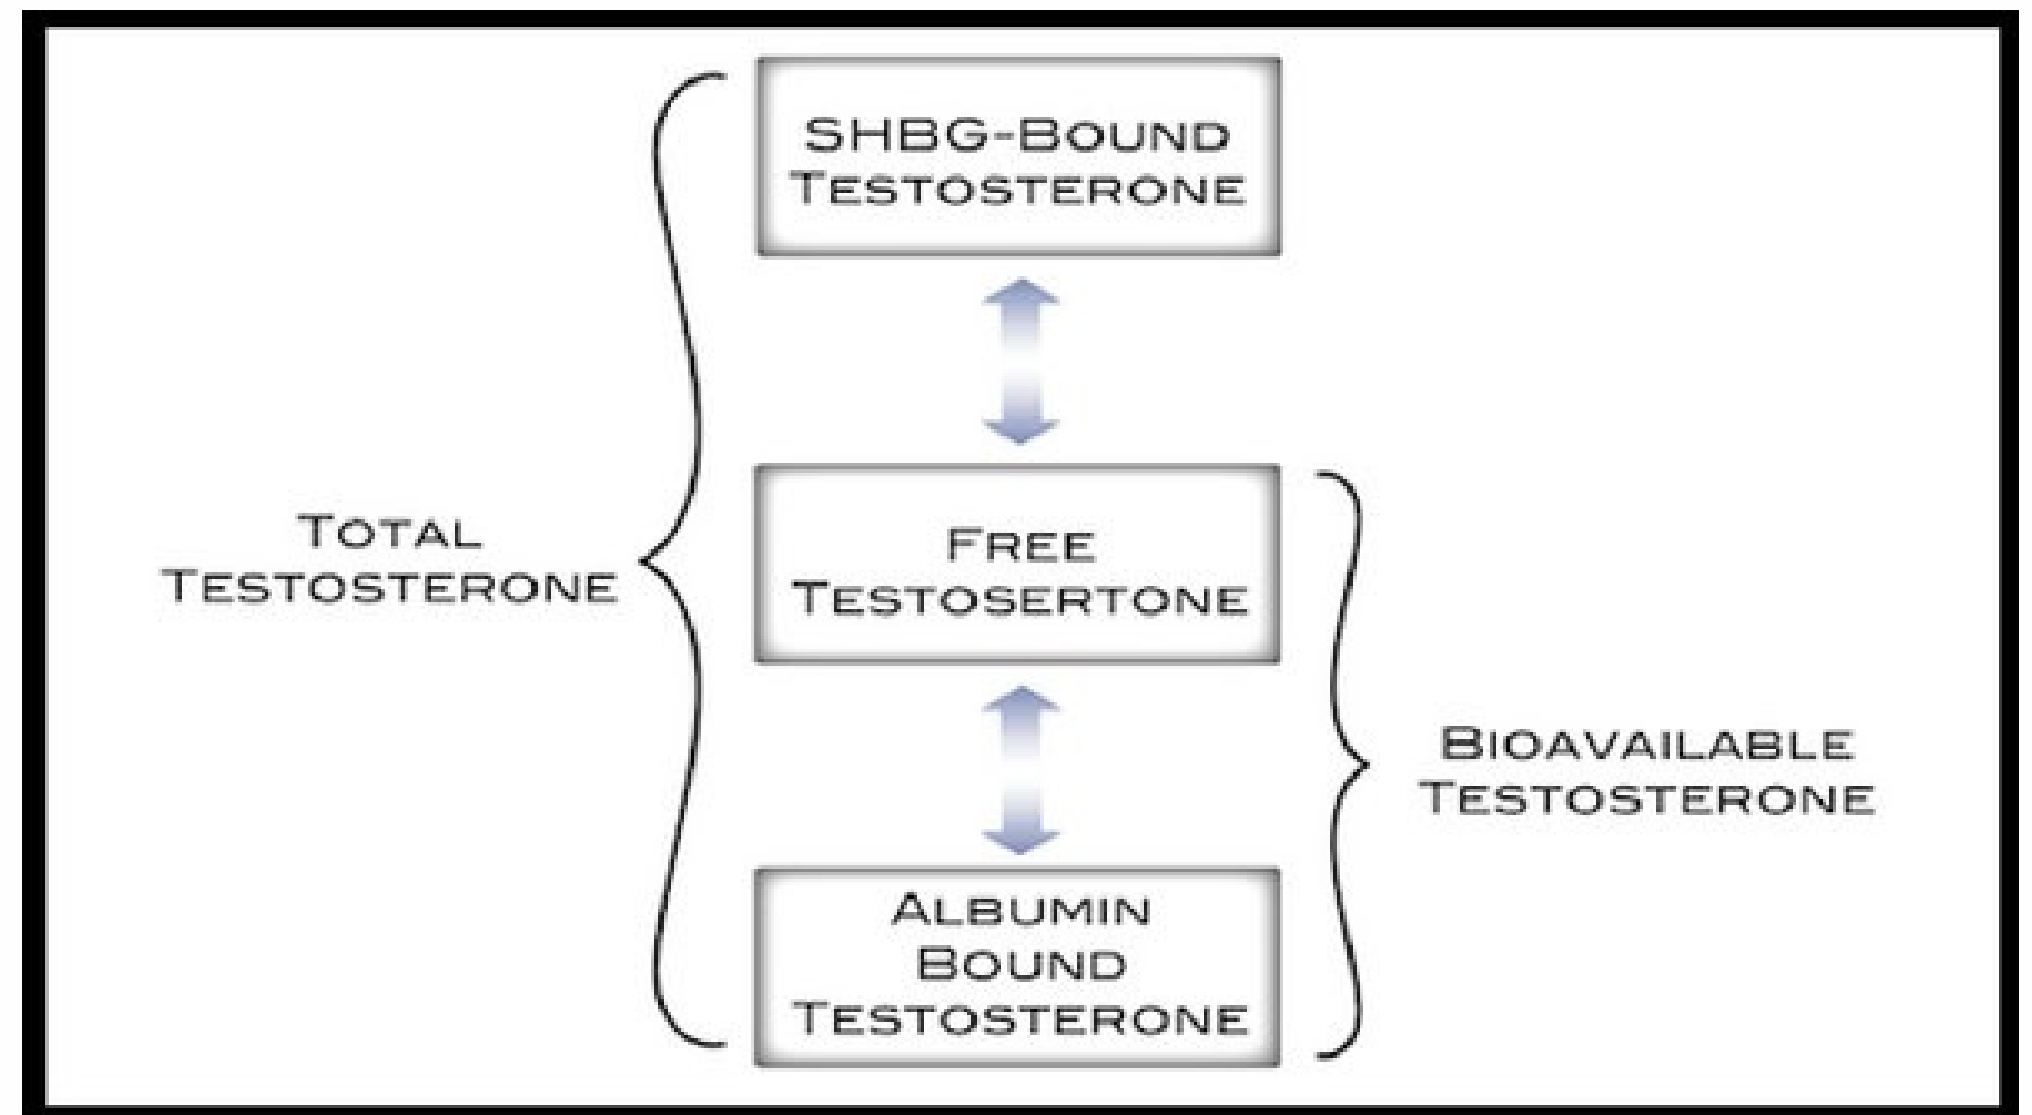 SHBG-BOUND
TESTOSTERONE
TOTAL
TESTOSTERONE
FREE
TESTOSERTONE
BIOAVAILABLE
TESTOSTERONE
ALBUMIN
BOUND
TESTOSTERONE